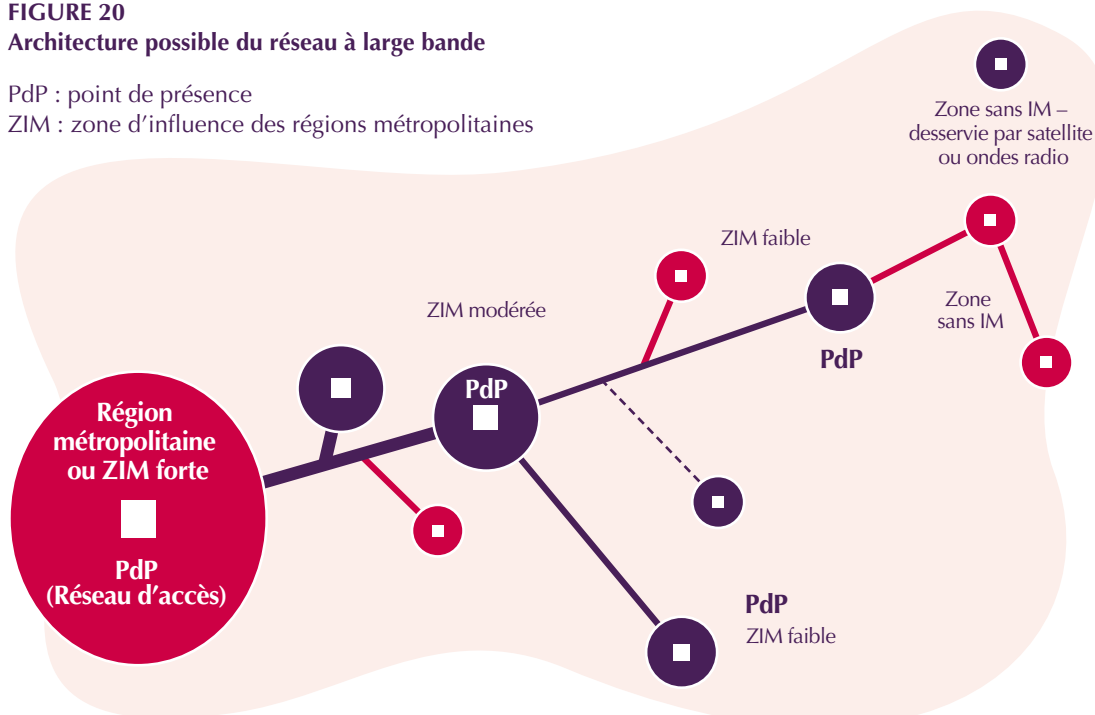 FIGURE 20
Architecture possible du réseau à large bande
PdP : point de présence
ZIM : zone d'influence des régions métropolitaines
Zone sans IM –
desservie par satellite
ou ondes radio
ZIM faible
ZIM modérée
Zone
sans IM
PdP
PdP
Région
métropolitaine
ou ZIM forte
PdP
(Réseau d'accès)
PdP
ZIM faible